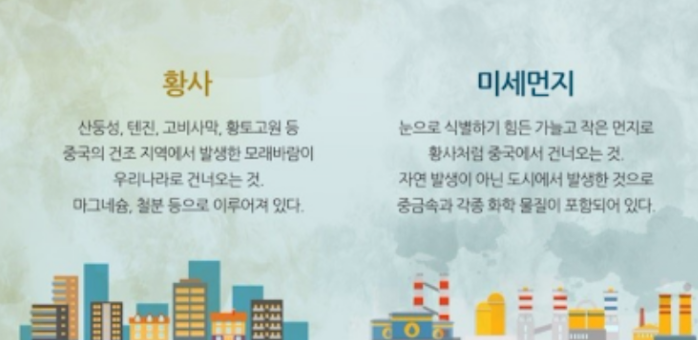 황사
산둥성, 텐진, 고비사막, 황토고원 등
중국의 건조 지역에서 발생한 모래바람이
우리나라로 건너오는 것.
마그네슘, 철분 등으로 이루어져 있다.
미세먼지
눈으로 식별하기 힘든 가늘고 작은 먼지로
황사처럼 중국에서 건너오는 것.
자연 발생이 아닌 도시에서 발생한 것으로
중금속과 각종 화학 물질이 포함되어 있다.